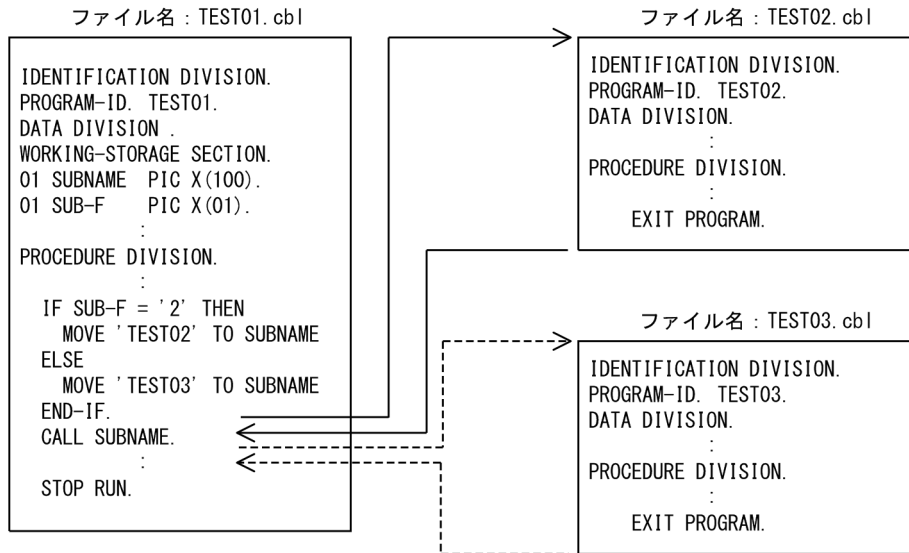 ファイル名：TEST01.cbl
IDENTIFICATION DIVISION.
PROGRAM-ID. TEST01.
DATA DIVISION .
WORKING-STORAGE SECTION.
01 SUBNAME  PIC X(100).
01 SUB-F    PIC X(01).
:
PROCEDURE DIVISION.
:
IF SUB-F = '2' THEN
MOVE 'TEST02' TO SUBNAME
ELSE
MOVE 'TEST03' TO SUBNAME
END-IF.
CALL SUBNAME.
:
STOP RUN.
ファイル名：TEST02.cbl
IDENTIFICATION DIVISION.
PROGRAM-ID. TEST02.
DATA DIVISION.
:
PROCEDURE DIVISION.
:
EXIT PROGRAM.
ファイル名：TEST03.cbl
IDENTIFICATION DIVISION.
PROGRAM-ID. TEST03.
DATA DIVISION.
:
PROCEDURE DIVISION.
:
EXIT PROGRAM.